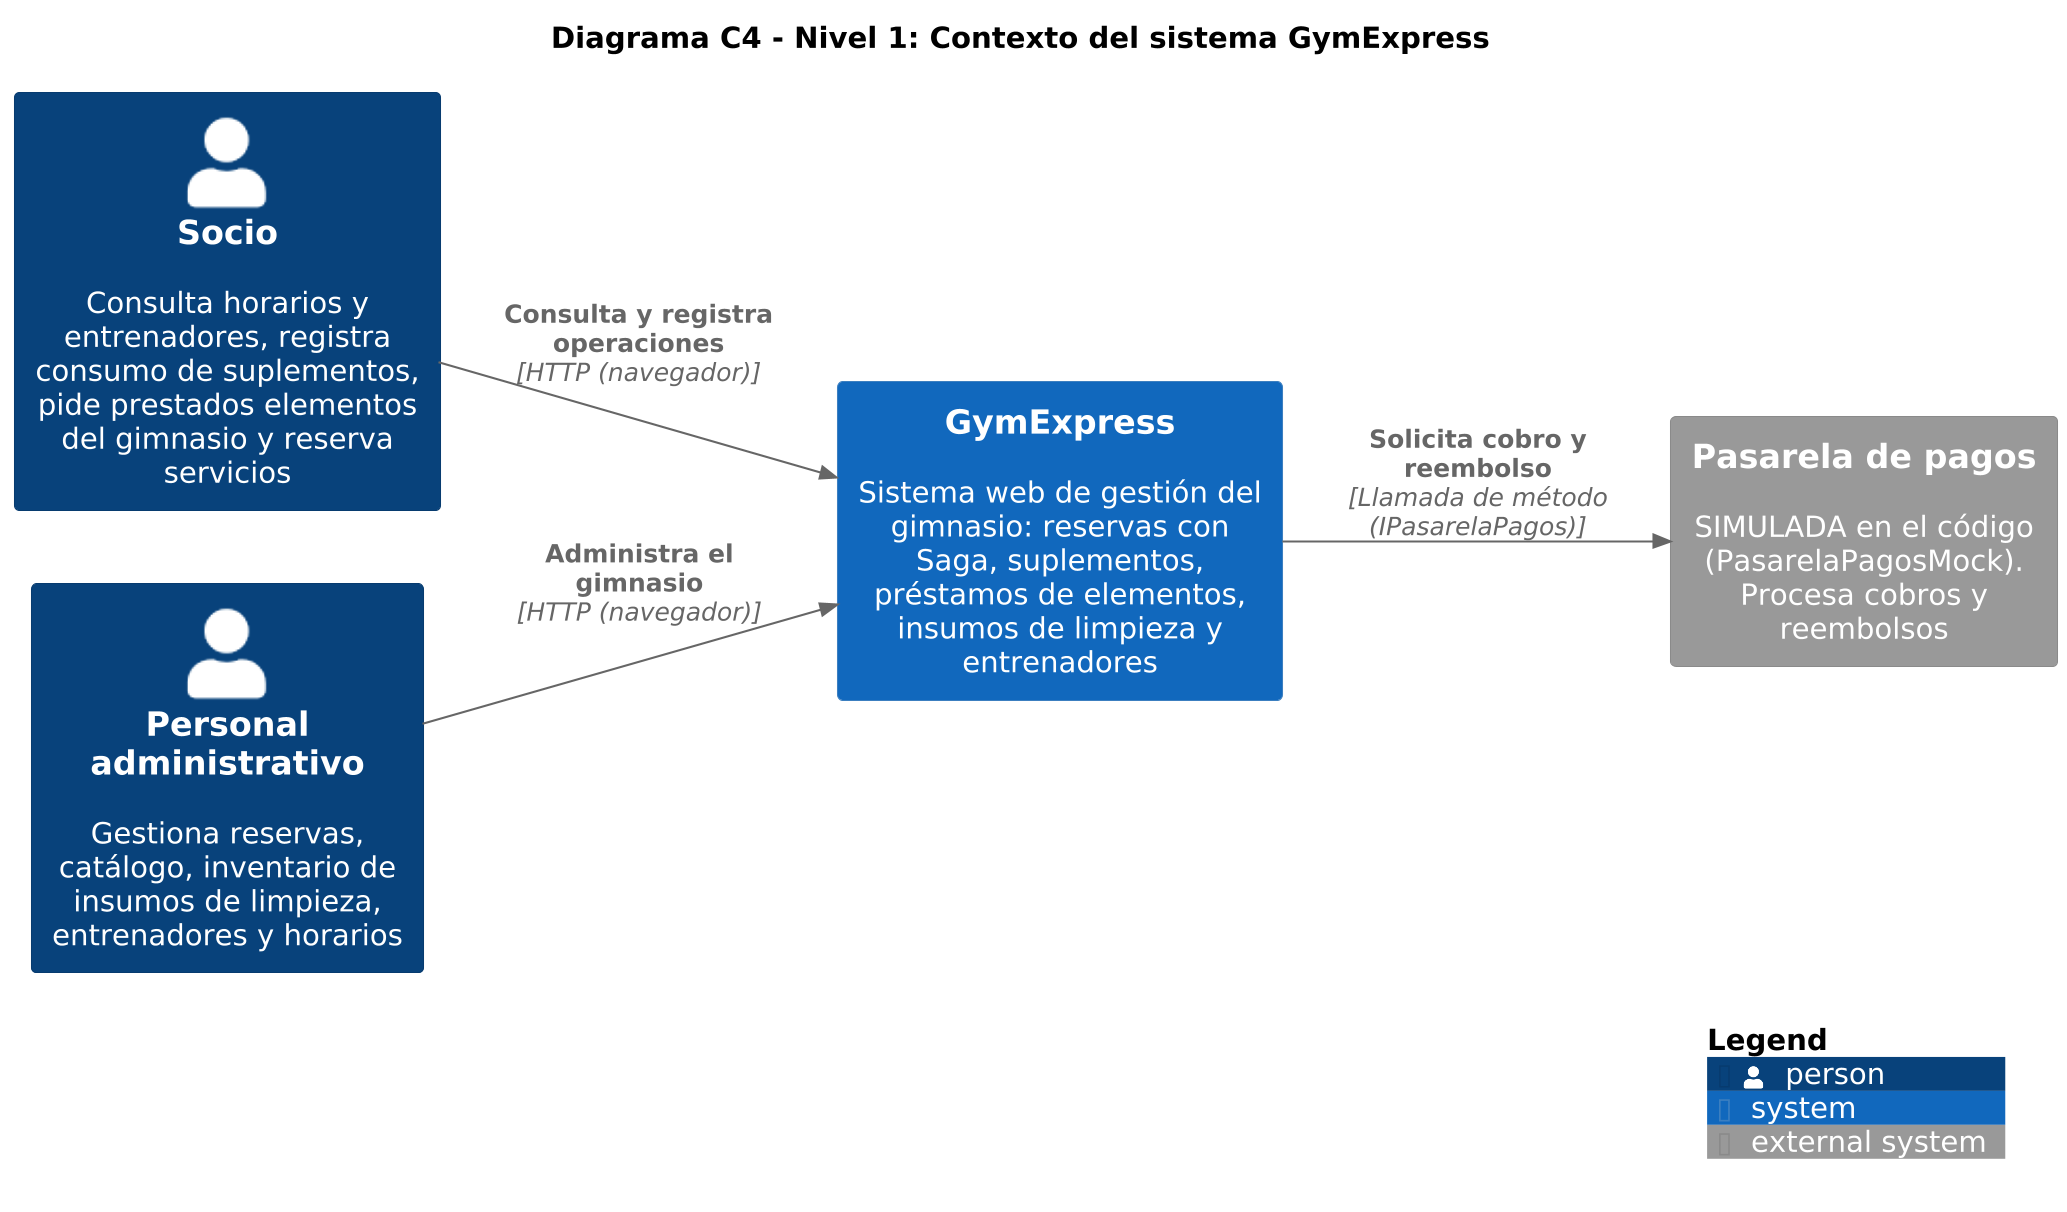 Diagrama C4 - Nivel 1: Contexto del sistema GymExpress
Socio
Consulta horarios y
entrenadores, registra
consumo de suplementos,
pide prestados elementos
del gimnasio y reserva
servicios
Consulta y registra
operaciones
[HTTP (navegador)]
Personal
administrativo
Gestiona reservas,
catálogo, inventario de
insumos de limpieza,
entrenadores y horarios
Administra el
gimnasio
[HTTP (navegador)]
GymExpress
Sistema web de gestión del
gimnasio: reservas con
Saga, suplementos,
préstamos de elementos,
insumos de limpieza y
entrenadores
Solicita cobro y
reembolso
[Llamada de método
(IPasarelaPagos)]
Pasarela de pagos
SIMULADA en el código
(PasarelaPagosMock).
Procesa cobros y
reembolsos
Legend
person
system
external system